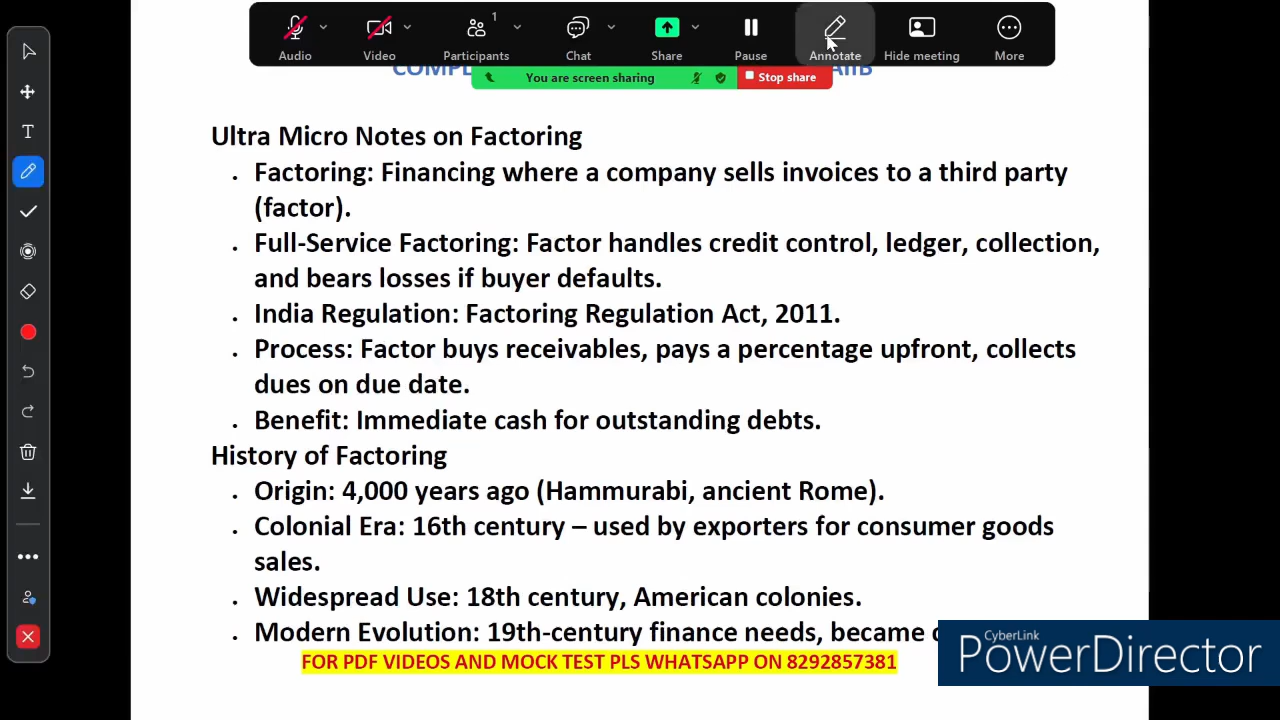 1
Audio Video Participants Chat Share Pause Annotate Hide meeting More
You are screen sharing Stop share
Ultra Micro Notes on Factoring
. Factoring: Financing where a company sells invoices to a third party
(factor).
. Full-Service Factoring: Factor handles credit control, ledger, collection,
and bears losses if buyer defaults.
. India Regulation: Factoring Regulation Act, 2011.
. Process: Factor buys receivables, pays a percentage upfront, collects
dues on due date.
. Benefit: Immediate cash for outstanding debts.
History of Factoring
. Origin: 4,000 years ago (Hammurabi, ancient Rome).
. Colonial Era: 16th century – used by exporters for consumer goods
sales.
. Widespread Use: 18th century, American colonies.
. Modern Evolution: 19th-century finance needs, became
FOR PDF VIDEOS AND MOCK TEST PLS WHATSAPP ON 8292857381
CyberLink
PowerDirector
T